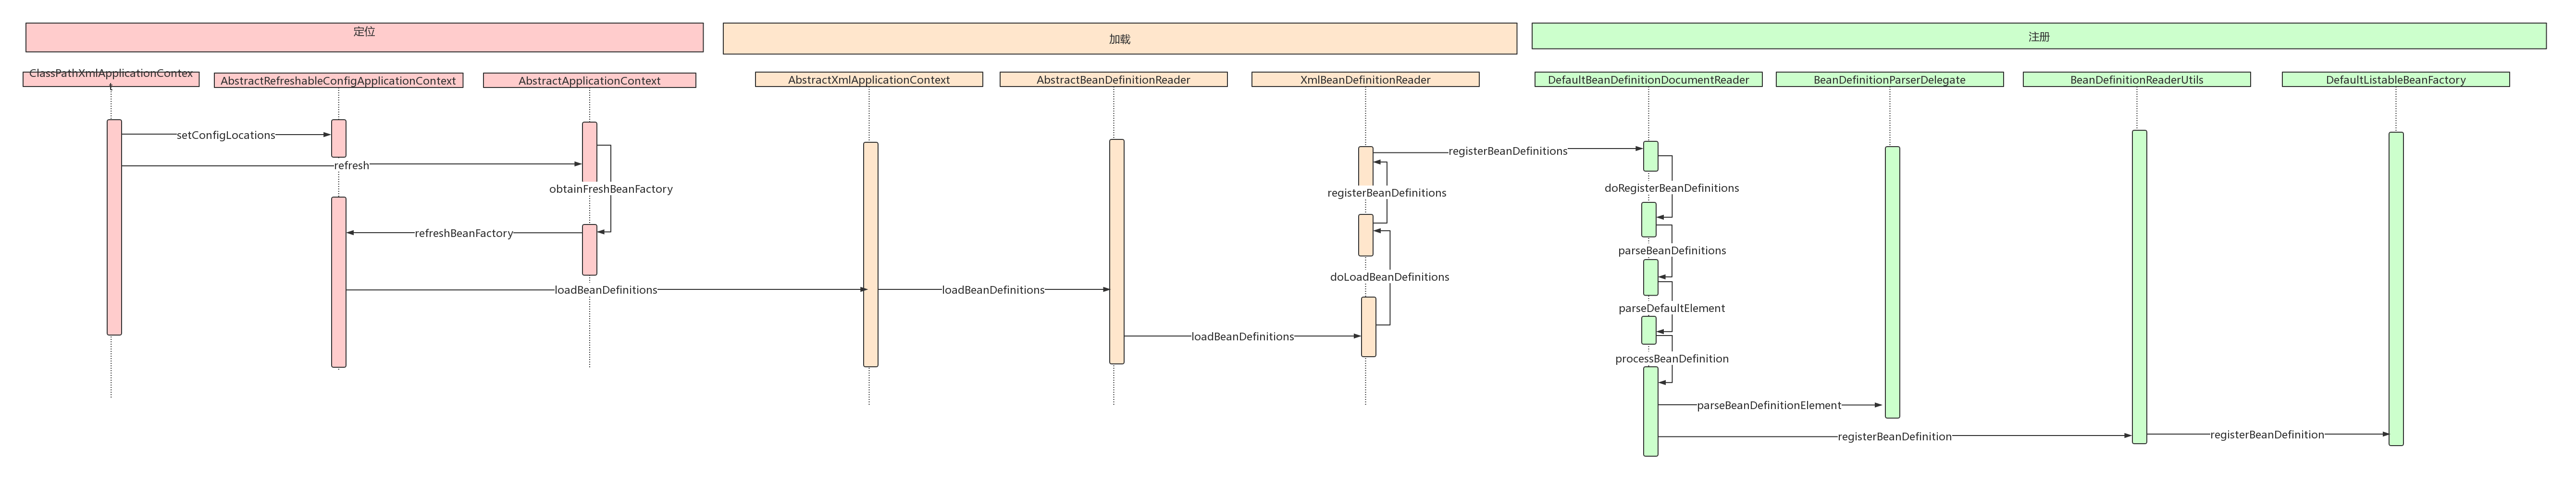 定位
加载
注册
ClassPathXmlApplicationContex
t
AbstractRefreshableConfigApplicationContext
AbstractApplicationContext
AbstractXmlApplicationContext
AbstractBeanDefinitionReader
XmlBeanDefinitionReader
DefaultBeanDefinitionDocumentReader
BeanDefinitionParserDelegate
BeanDefinitionReaderUtils
DefaultListableBeanFactory
setConfigLocations
refresh
obtainFreshBeanFactory
refreshBeanFactory
loadBeanDefinitions
loadBeanDefinitions
loadBeanDefinitions
doLoadBeanDefinitions
registerBeanDefinitions
registerBeanDefinitions
doRegisterBeanDefinitions
parseBeanDefinitions
parseDefaultElement
processBeanDefinition
parseBeanDefinitionElement
registerBeanDefinition
registerBeanDefinition